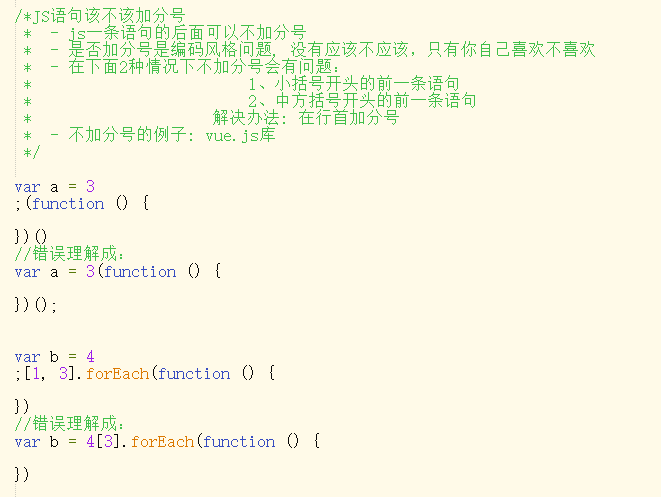 /*JS语句该不该加分号
 *  - js一条语句的后面可以不加分号
 *  - 是否加分号是编码风格问题, 没有应该不应该，只有你自己喜欢不喜欢
 *  - 在下面2种情况下不加分号会有问题:
 *                        1、小括号开头的前一条语句
 *                        2、中方括号开头的前一条语句
 *                    解决办法: 在行首加分号
 *  - 不加分号的例子: vue.js库
 */
var a = 3
;(function () {
})()
//错误理解成:
var a = 3(function () {
})();
var b = 4
;[1, 3].forEach(function () {
})
//错误理解成:
var b = 4[3].forEach(function () {
})